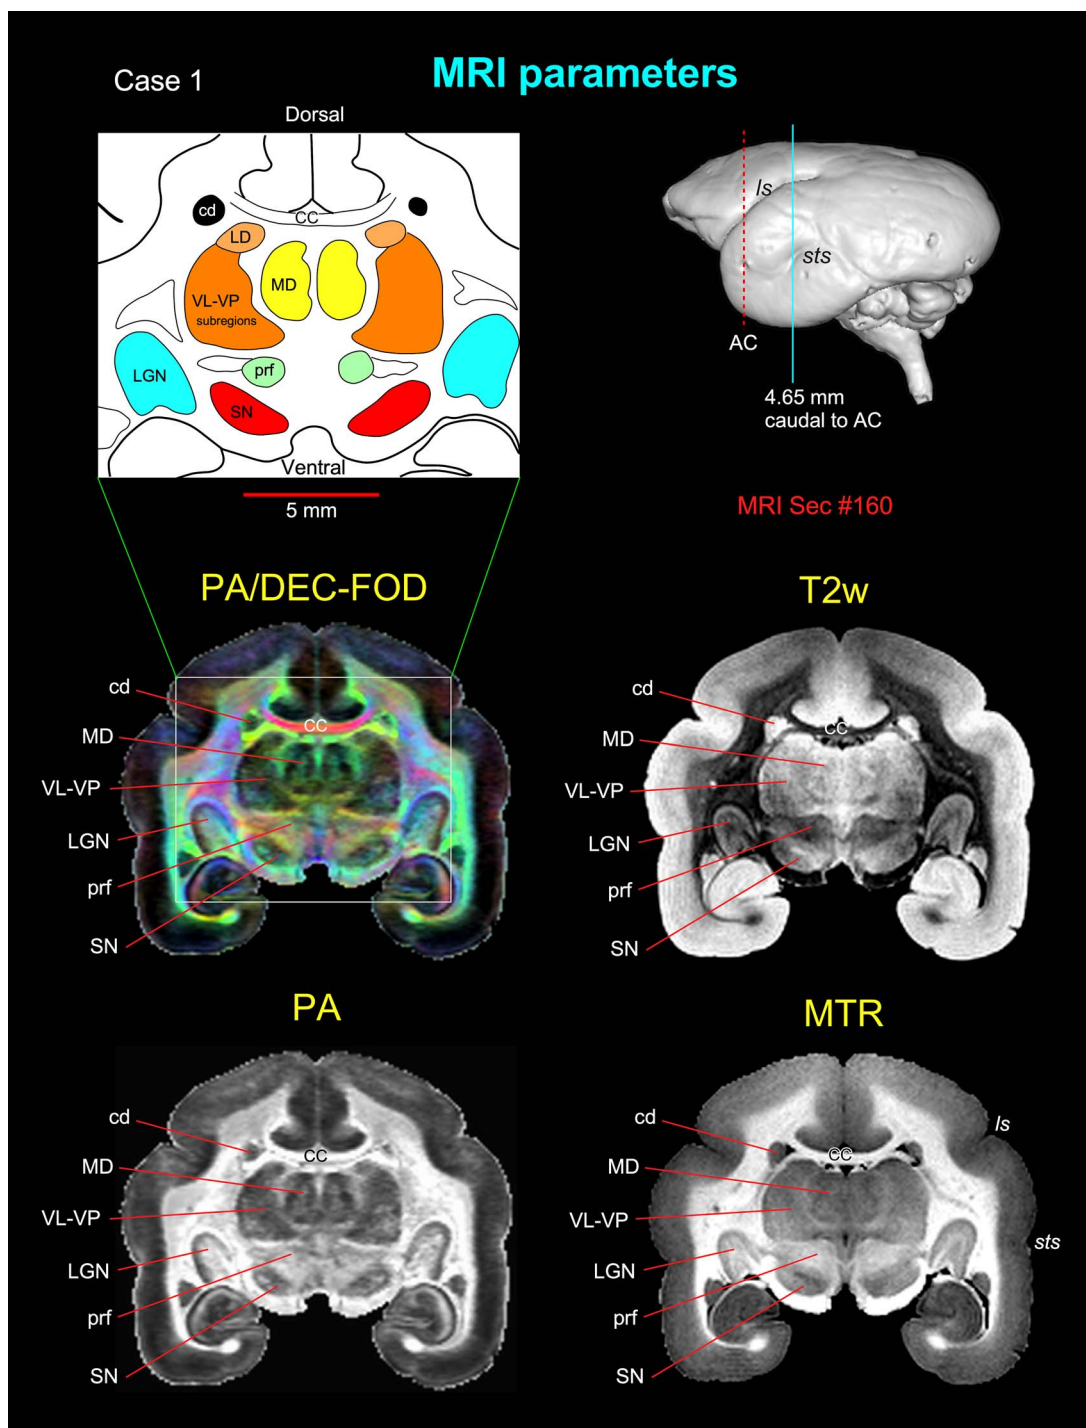 Case 1
MRI parameters
Dorsal
cd
CC
LD
MD
VL-VP
subregions
LGN
prf
SN
Ventral
5 mm
ls
sts
AC
4.65 mm
caudal to AC
MRI Sec #160
PA/DEC-FOD
cd
CC
MD
VL-VP
LGN
prf
SN
T2w
cd
CC
MD
VL-VP
LGN
prf
SN
PA
cd
CC
MD
VL-VP
LGN
prf
SN
MTR
cd
ls
CC
MD
VL-VP
sts
LGN
prf
SN